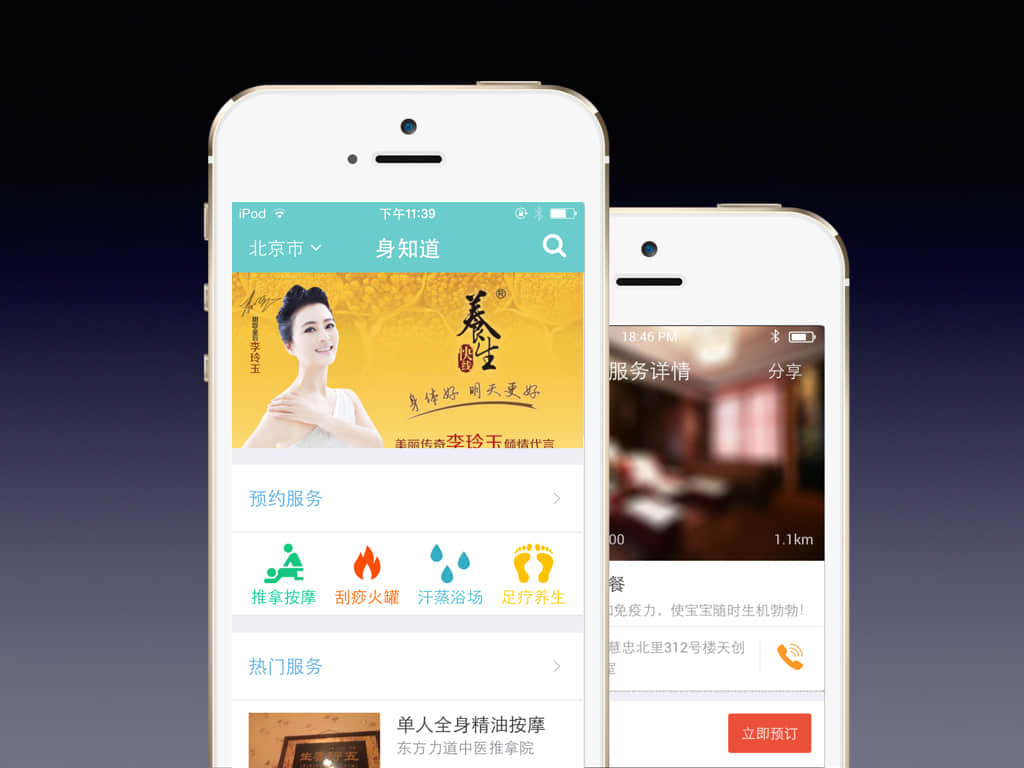 iPod
下午11:39
北京市
身知道
李玲玉
养生
快线
®
身体好 明天更好
美丽传奇李玲玉倾情代言
预约服务
推拿按摩
刮痧火罐
汗蒸浴场
足疗养生
热门服务
单人全身精油按摩
东方力道中医推拿院
18:46 PM
服务详情
分享
00
1.1km
餐
免疫力，使宝宝随时生机勃勃！
慧忠北里312号楼天创
室
立即预订